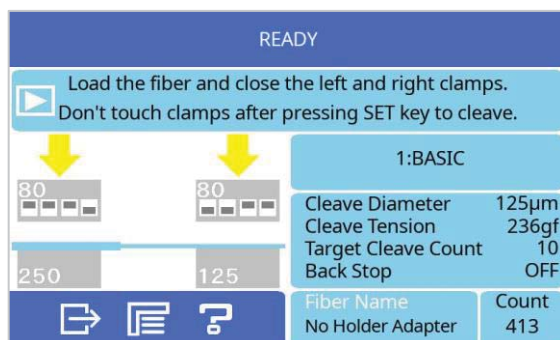 READY
Load the fiber and close the left and right clamps.
Don't touch clamps after pressing SET key to cleave.
80
80
250
125
1:BASIC
Cleave Diameter 125µm
Cleave Tension 236gf
Target Cleave Count 10
Back Stop OFF
Fiber Name
No Holder Adapter
Count
413